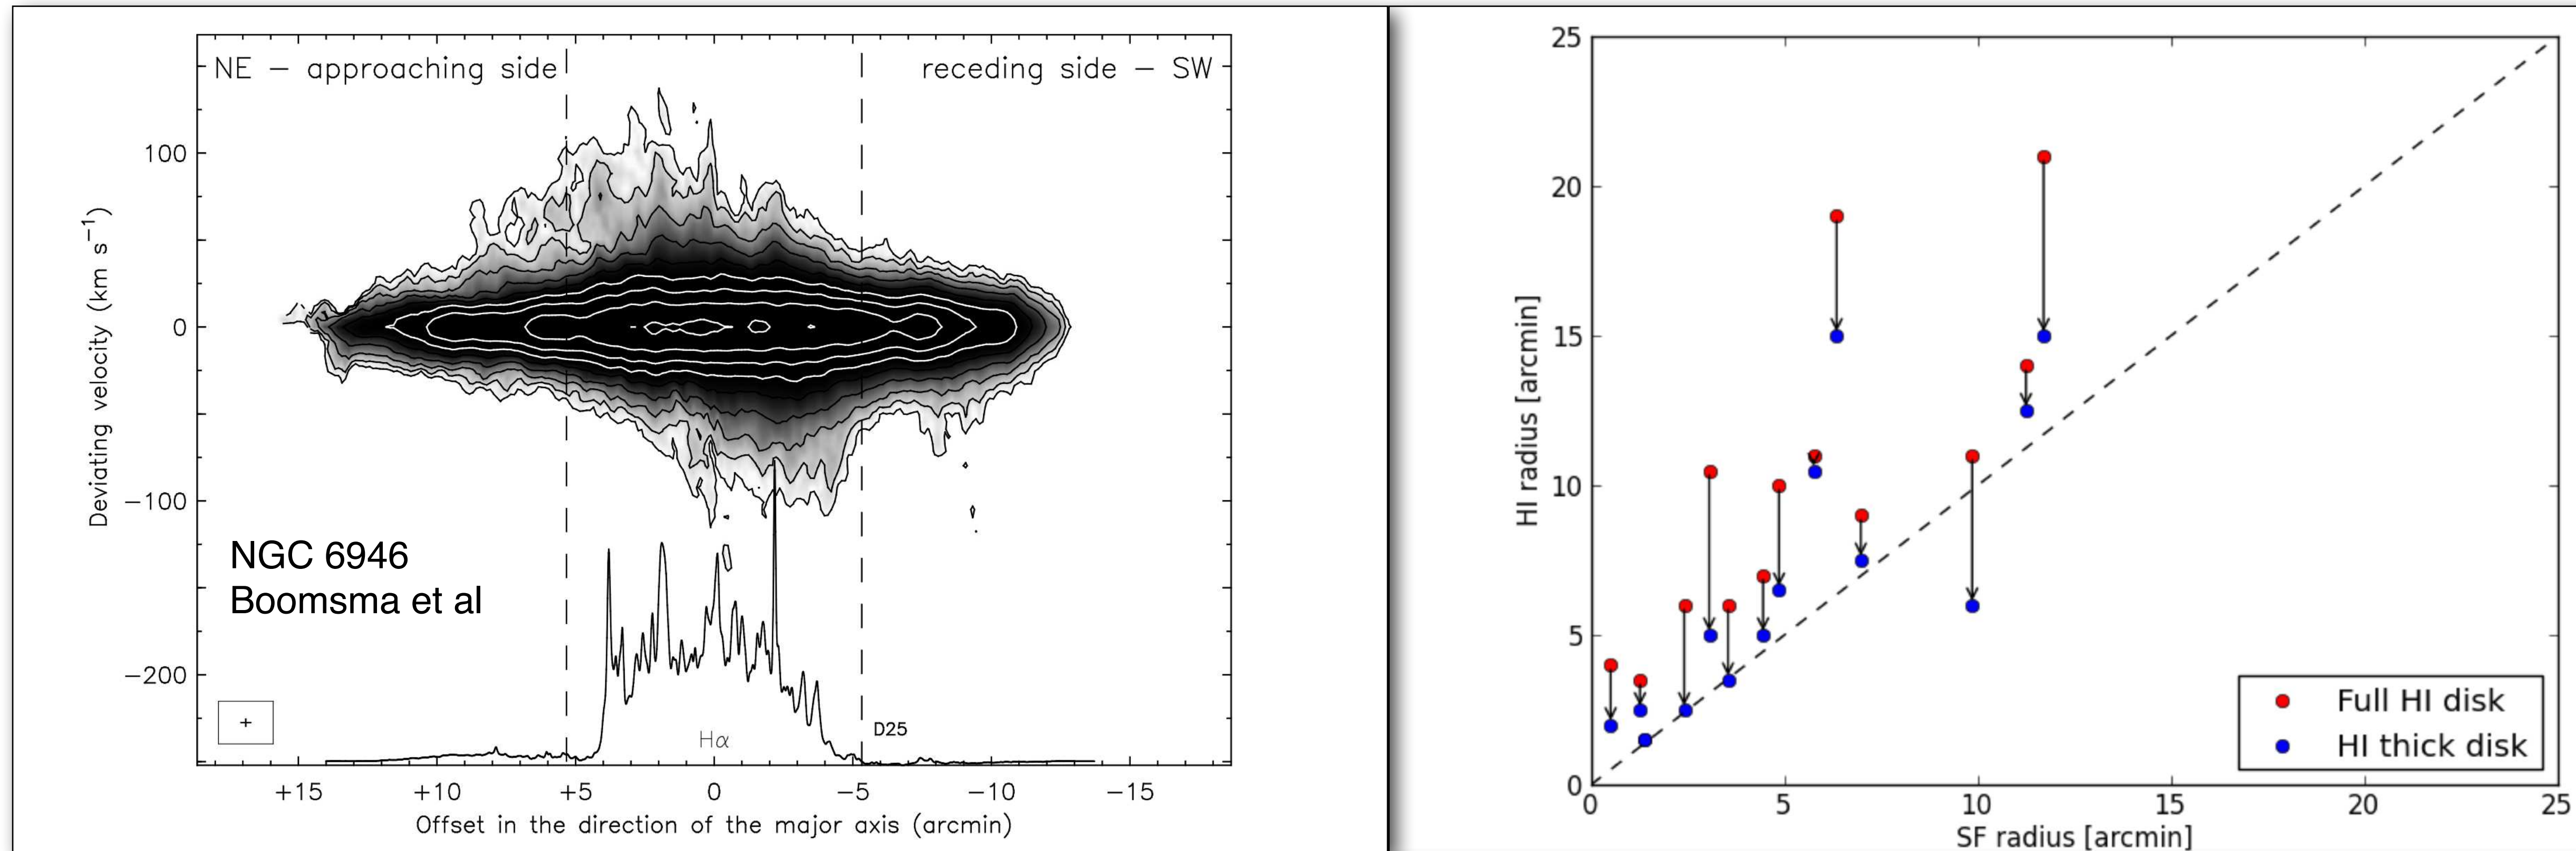 NE – approaching side
receding side – SW
100
0
−100
−200
Deviating velocity (km s⁻¹)
NGC 6946
Boomsma et al
Hα
D25
+15 +10 +5 0 −5 −10 −15
Offset in the direction of the major axis (arcmin)
25
20
15
10
5
0
HI radius [arcmin]
Full HI disk
HI thick disk
0 5 10 15 20 25
SF radius [arcmin]